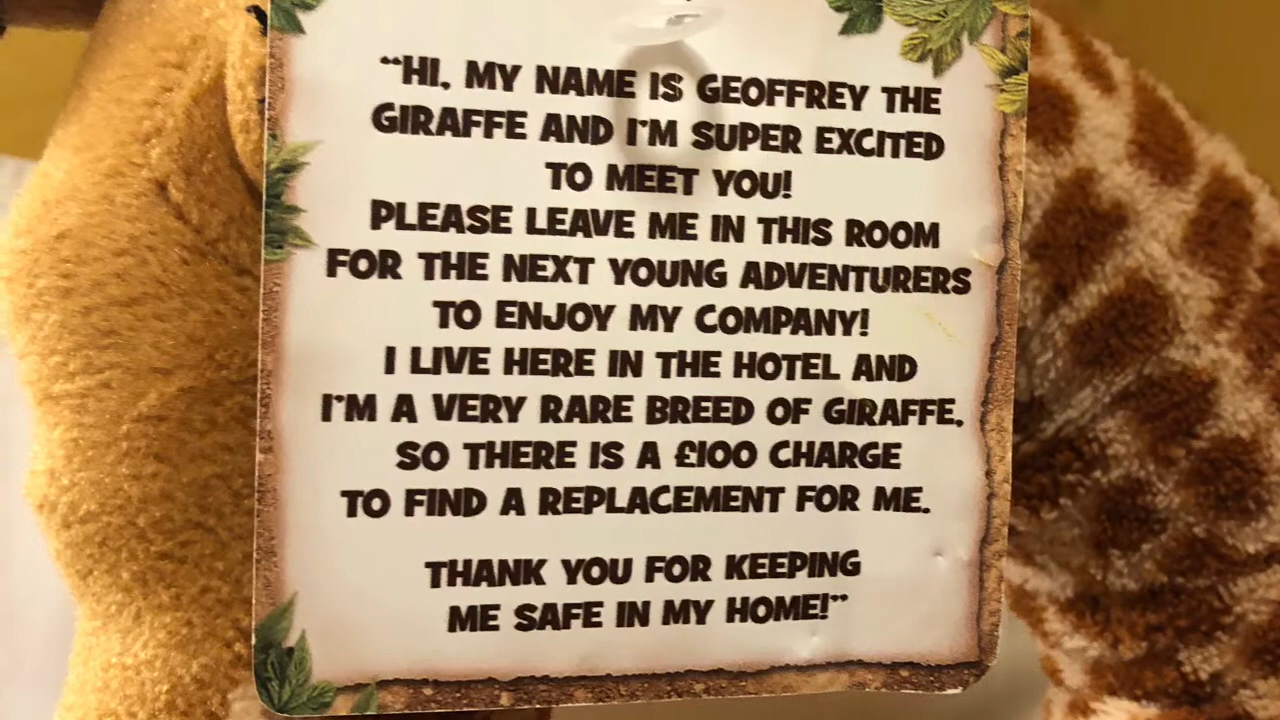 “HI, MY NAME IS GEOFFREY THE
GIRAFFE AND I'M SUPER EXCITED
TO MEET YOU!
PLEASE LEAVE ME IN THIS ROOM
FOR THE NEXT YOUNG ADVENTURERS
TO ENJOY MY COMPANY!
I LIVE HERE IN THE HOTEL AND
I'M A VERY RARE BREED OF GIRAFFE,
SO THERE IS A £100 CHARGE
TO FIND A REPLACEMENT FOR ME.
THANK YOU FOR KEEPING
ME SAFE IN MY HOME!”